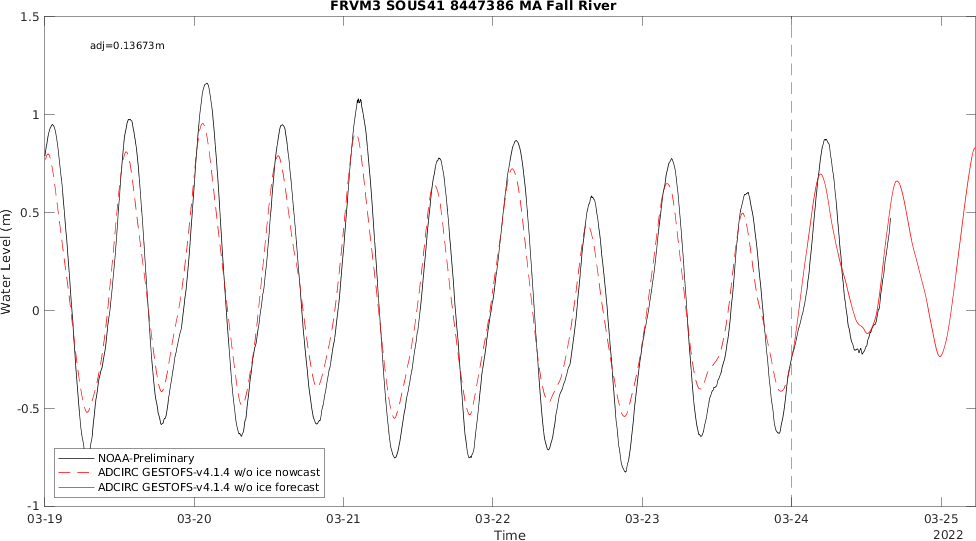 FRVM3 SOUS41 8447386 MA Fall River
adj=0.13673m
1.5
1
0.5
0
-0.5
-1
Water Level (m)
NOAA-Preliminary
ADCIRC GESTOFS-v4.1.4 w/o ice nowcast
ADCIRC GESTOFS-v4.1.4 w/o ice forecast
03-19 03-20 03-21 03-22 03-23 03-24 03-25
Time
2022